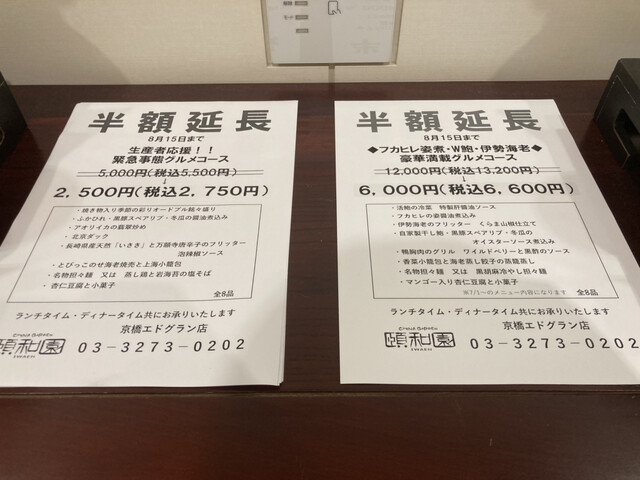 半額延長
8月15日まで
生産者応援！！
緊急事態グルメコース
5,000円(税込5,500円)
↓
2,500円(税込2,750円)
・焼き物入り季節の彩りオードブル銘々盛り
・ふかひれ・黒豚スペアリブ・冬瓜の醤油煮込み
・アオリイカの翡翠炒め
・北京ダック
・長崎県産天然「いさき」と万願寺唐辛子のフリッター
泡辣椒ソース
・とびっこのせ海老焼売と上海小籠包
・名物担々麺 又は 蒸し鶏と岩海苔の塩そば
・杏仁豆腐と小菓子
全8品
ランチタイム・ディナータイム共にお承りいたします
京橋エドグラン店
頤和園
03-3273-0202
半額延長
8月15日まで
◆フカヒレ姿煮・W鮑・伊勢海老◆
豪華満載グルメコース
12,000円(税込13,200円)
↓
6,000円(税込6,600円)
・活鮑の冷菜 特製肝醤油ソース
・フカヒレの姿醤油煮込み
・伊勢海老のフリッター くらま山椒仕立て
・自家製干し鮑・黒豚スペアリブ・冬瓜の
オイスターソース煮込み
・鴨胸肉のグリル ワイルドベリーと黒酢のソース
・香菜小籠包と海老蒸し餃子の蒸籠蒸し
・名物担々麺 又は 黒胡麻冷やし担々麺
・マンゴー入り杏仁豆腐と小菓子
※7/1～のメニュー内容になります
全8品
ランチタイム・ディナータイム共にお承りいたします
京橋エドグラン店
頤和園
03-3273-0202